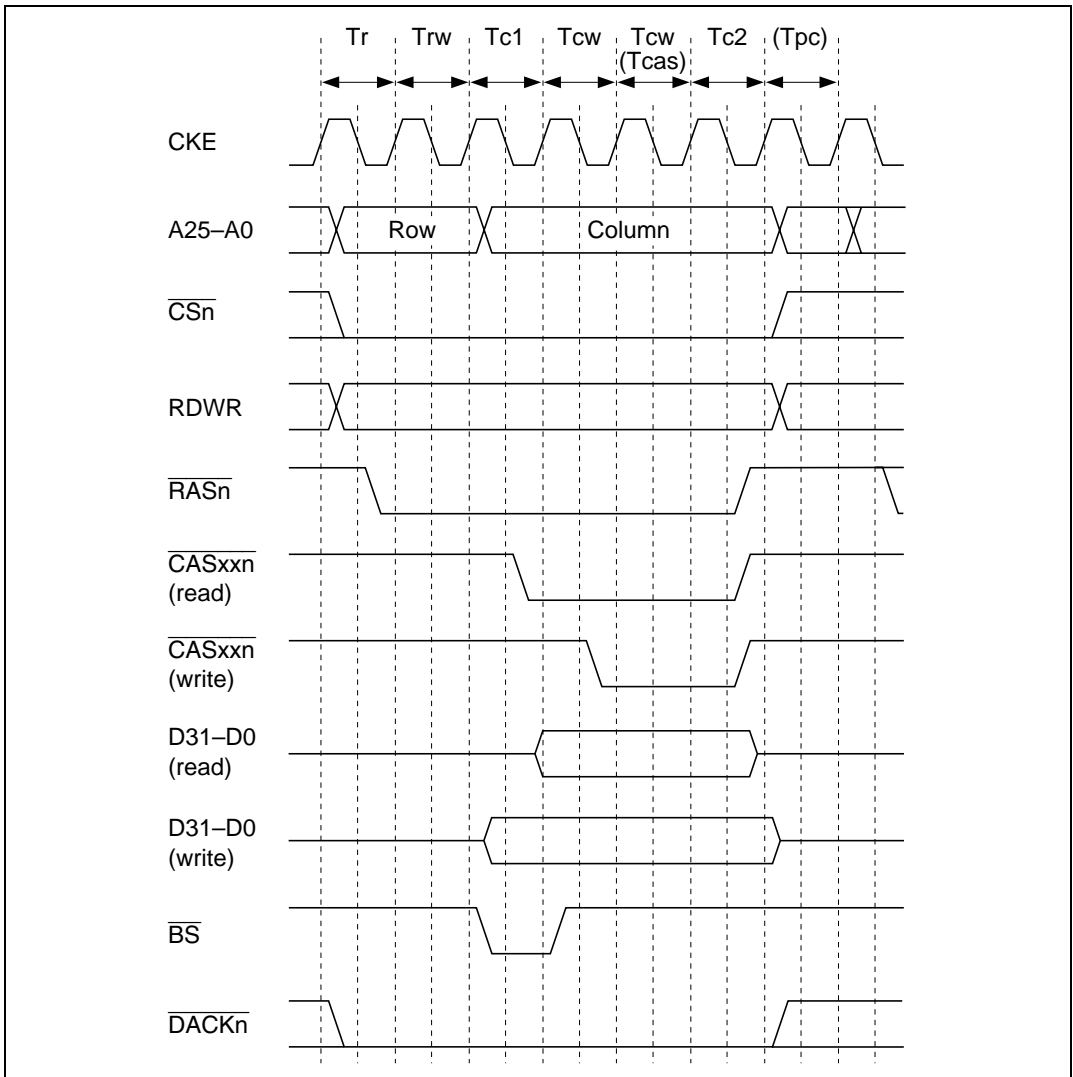 Tr Trw Tc1 Tcw Tcw Tc2 (Tpc)
(Tcas)
CKE
A25–A0 Row Column
CSn
RDWR
RASn
CASxxn
(read)
CASxxn
(write)
D31–D0
(read)
D31–D0
(write)
BS
DACKn